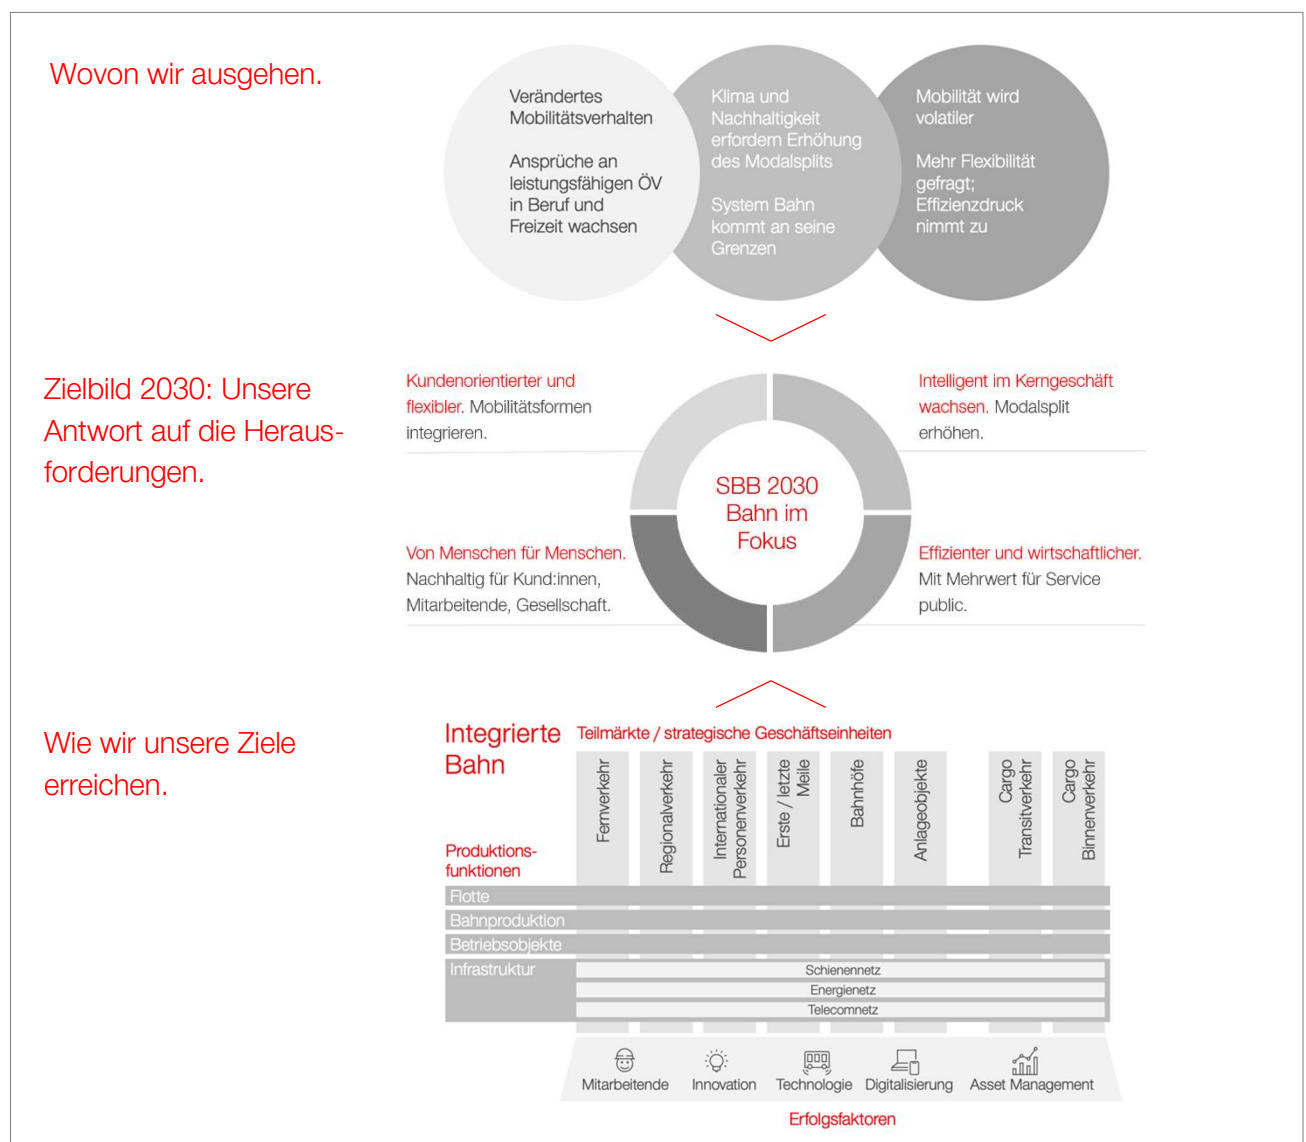 Wovon wir ausgehen.
Verändertes
Mobilitätsverhalten
Ansprüche an
leistungsfähigen ÖV
in Beruf und
Freizeit wachsen
Klima und
Nachhaltigkeit
erfordern Erhöhung
des Modalsplits
System Bahn
kommt an seine
Grenzen
Mobilität wird
volatiler
Mehr Flexibilität
gefragt;
Effizienzdruck
nimmt zu
Zielbild 2030: Unsere
Antwort auf die Heraus-
forderungen.
Kundenorientierter und
flexibler. Mobilitätsformen
integrieren.
Intelligent im Kerngeschäft
wachsen. Modalsplit
erhöhen.
SBB 2030
Bahn im
Fokus
Von Menschen für Menschen.
Nachhaltig für Kund:innen,
Mitarbeitende, Gesellschaft.
Effizienter und wirtschaftlicher.
Mit Mehrwert für Service
public.
Wie wir unsere Ziele
erreichen.
Integrierte
Bahn
Teilmärkte / strategische Geschäftseinheiten
Fernverkehr
Regionalverkehr
Internationaler
Personenverkehr
Erste / letzte
Meile
Bahnhöfe
Anlageobjekte
Cargo
Transitverkehr
Cargo
Binnenverkehr
Produktions-
funktionen
Flotte
Bahnproduktion
Betriebsobjekte
Infrastruktur
Schienennetz
Energienetz
Telecomnetz
Mitarbeitende
Innovation
Technologie
Digitalisierung
Asset Management
Erfolgsfaktoren